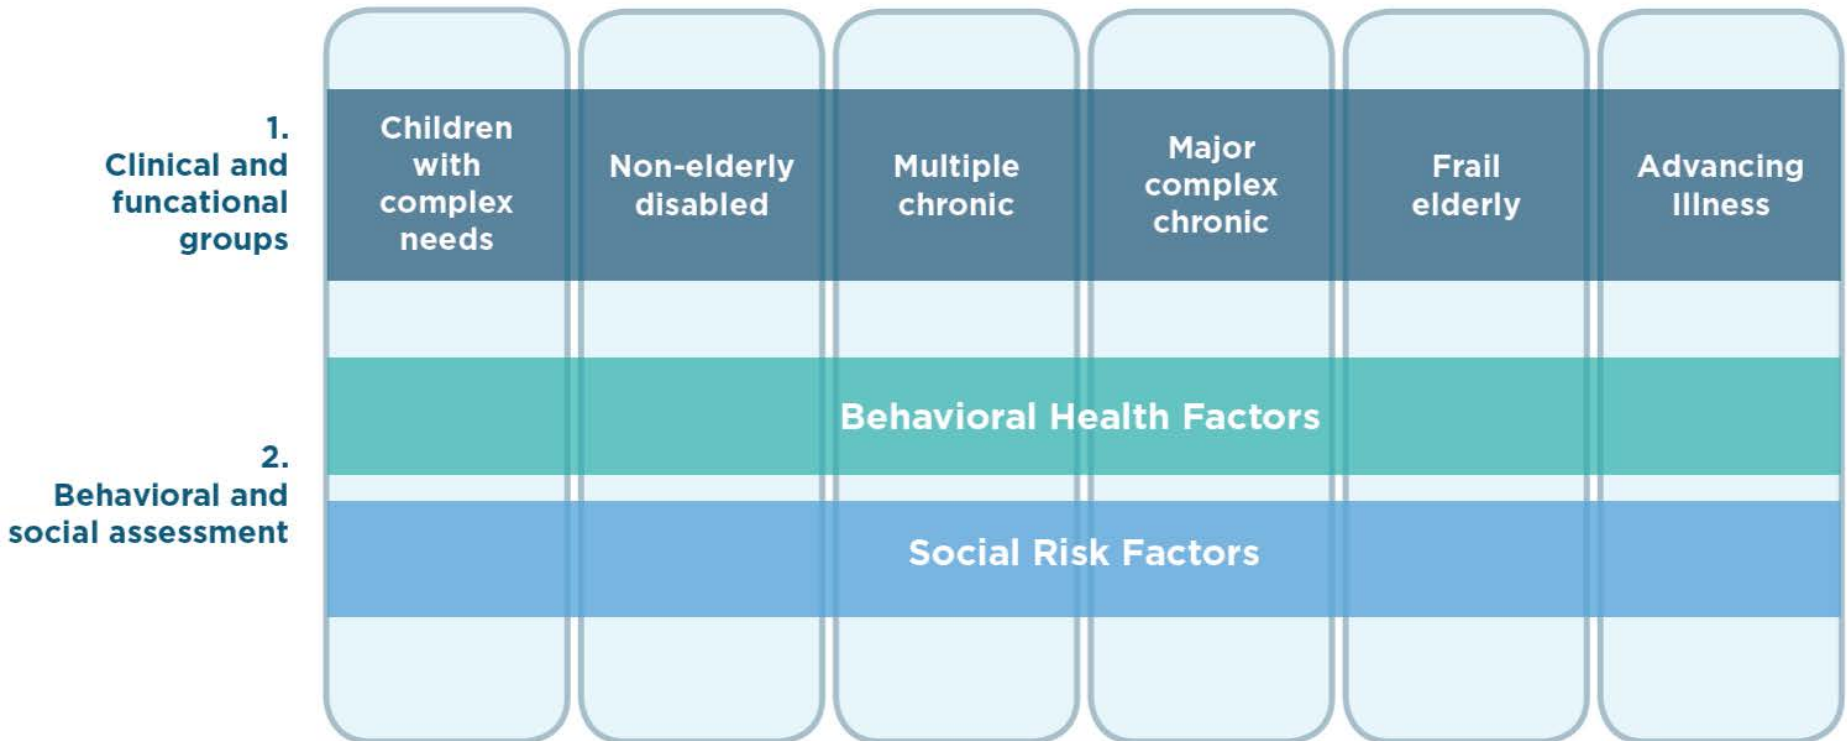 1.
Clinical and
funcational
groups
Children
with
complex
needs
Non-elderly
disabled
Multiple
chronic
Major
complex
chronic
Frail
elderly
Advancing
Illness
2.
Behavioral and
social assessment
Behavioral Health Factors
Social Risk Factors